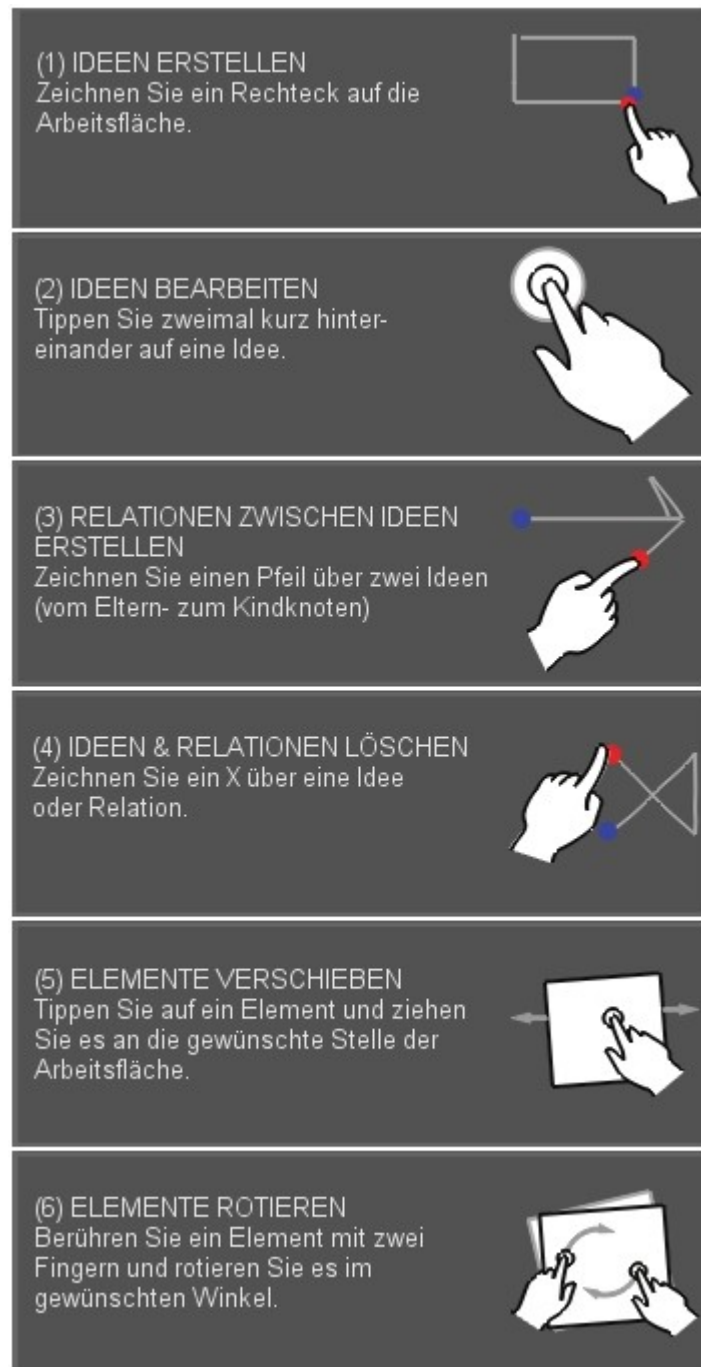 (1) IDEEN ERSTELLEN
Zeichnen Sie ein Rechteck auf die
Arbeitsfläche.
(2) IDEEN BEARBEITEN
Tippen Sie zweimal kurz hinter-
einander auf eine Idee.
(3) RELATIONEN ZWISCHEN IDEEN
ERSTELLEN
Zeichnen Sie einen Pfeil über zwei Ideen
(vom Eltern- zum Kindknoten)
(4) IDEEN & RELATIONEN LÖSCHEN
Zeichnen Sie ein X über eine Idee
oder Relation.
(5) ELEMENTE VERSCHIEBEN
Tippen Sie auf ein Element und ziehen
Sie es an die gewünschte Stelle der
Arbeitsfläche.
(6) ELEMENTE ROTIEREN
Berühren Sie ein Element mit zwei
Fingern und rotieren Sie es im
gewünschten Winkel.